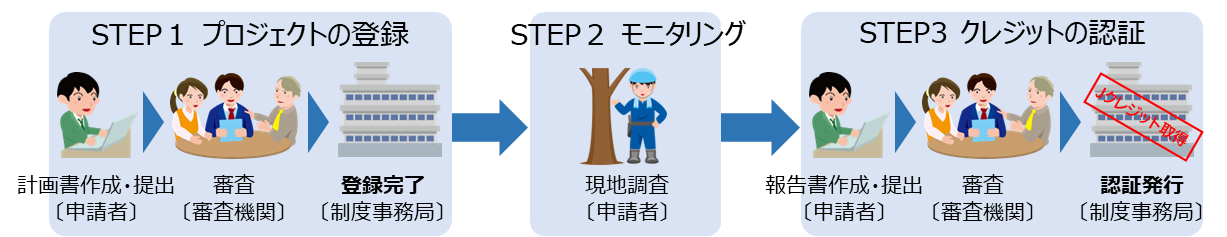 STEP１ プロジェクトの登録
計画書作成・提出
〔申請者〕
審査
〔審査機関〕
登録完了
〔制度事務局〕
STEP２ モニタリング
現地調査
〔申請者〕
STEP3 クレジットの認証
報告書作成・提出
〔申請者〕
審査
〔審査機関〕
Jクレジット取得
認証発行
〔制度事務局〕